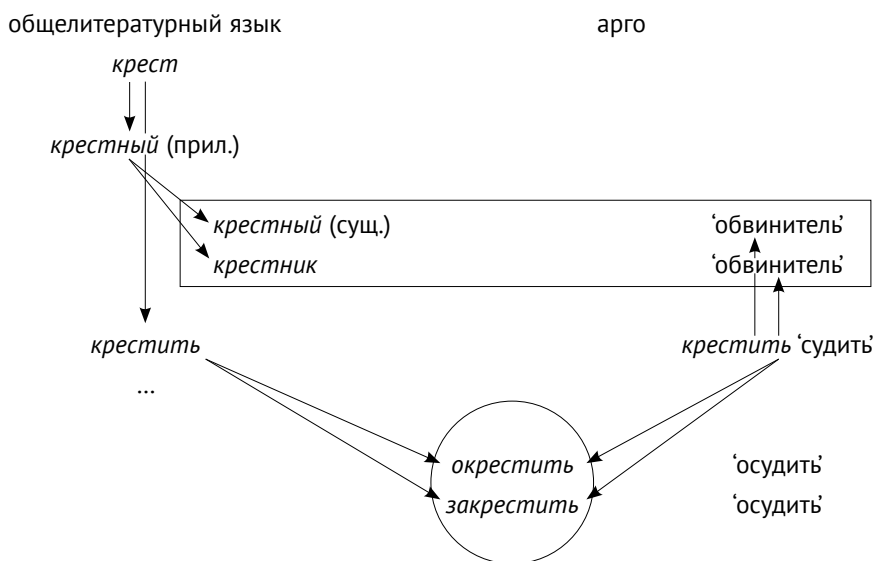 общелитературный язык арго
крест
крестный (прил.)
крестный (сущ.) ‘обвинитель’
крестник ‘обвинитель’
крестить крестить ‘судить’
...
окрестить ‘осудить’
закрестить ‘осудить’